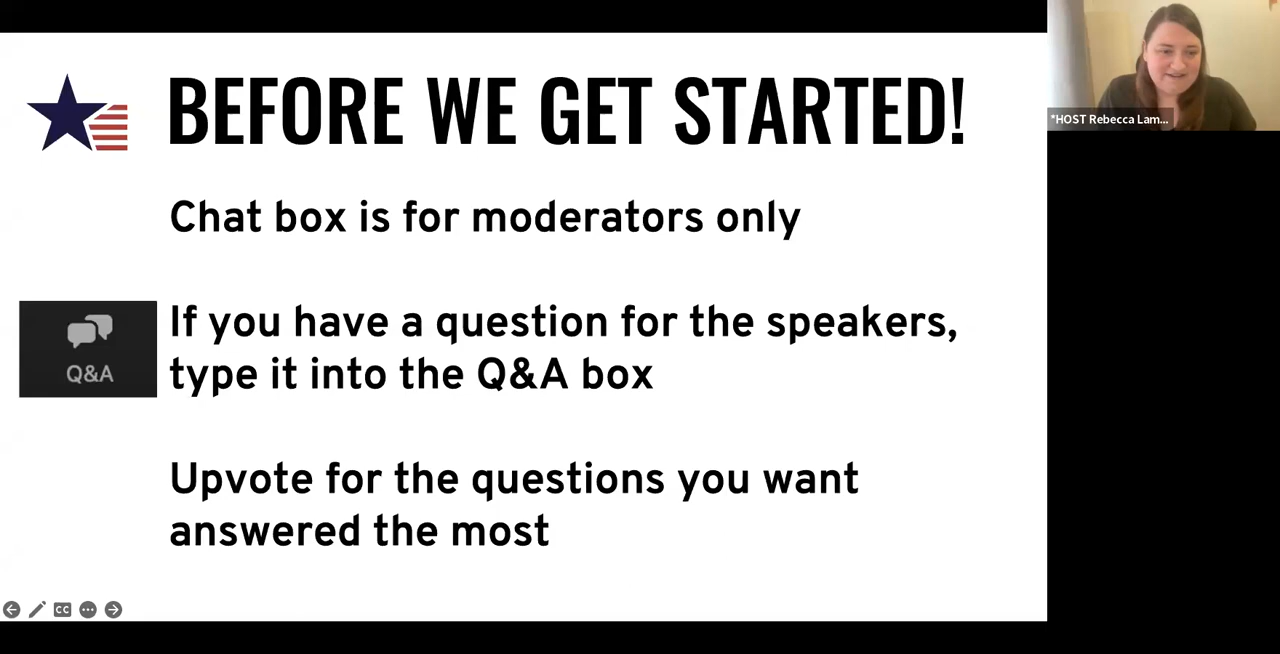 BEFORE WE GET STARTED!
*HOST Rebecca Lam...
Chat box is for moderators only
If you have a question for the speakers,
type it into the Q&A box
Q&A
Upvote for the questions you want
answered the most
CC